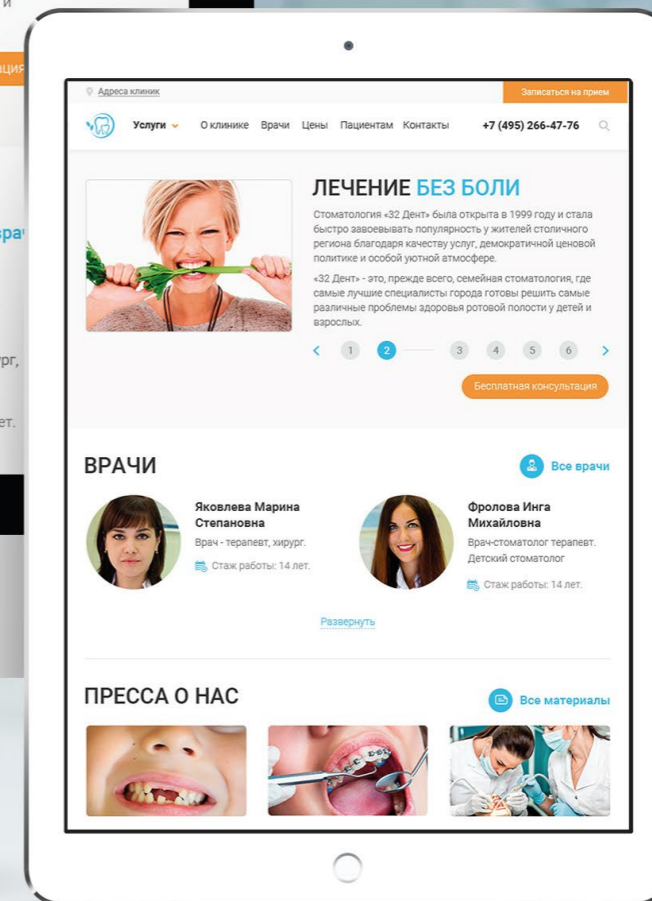 и
Адреса клиник
Записаться на прием
Услуги О клинике Врачи Цены Пациентам Контакты +7 (495) 266-47-76
ЛЕЧЕНИЕ БЕЗ БОЛИ
Стоматология «32 Дент» была открыта в 1999 году и стала
быстро завоевывать популярность у жителей столичного
региона благодаря качеству услуг, демократичной ценовой
политике и особой уютной атмосфере.
«32 Дент» - это, прежде всего, семейная стоматология, где
самые лучшие специалисты города готовы решить самые
различные проблемы здоровья ротовой полости у детей и
взрослых.
1 2 3 4 5 6
Бесплатная консультация
ВРАЧИ
Все врачи
Яковлева Марина
Степановна
Врач - терапевт, хирург.
Стаж работы: 14 лет.
Фролова Инга
Михайловна
Врач-стоматолог терапевт.
Детский стоматолог
Стаж работы: 14 лет.
Развернуть
ПРЕССА О НАС
Все материалы